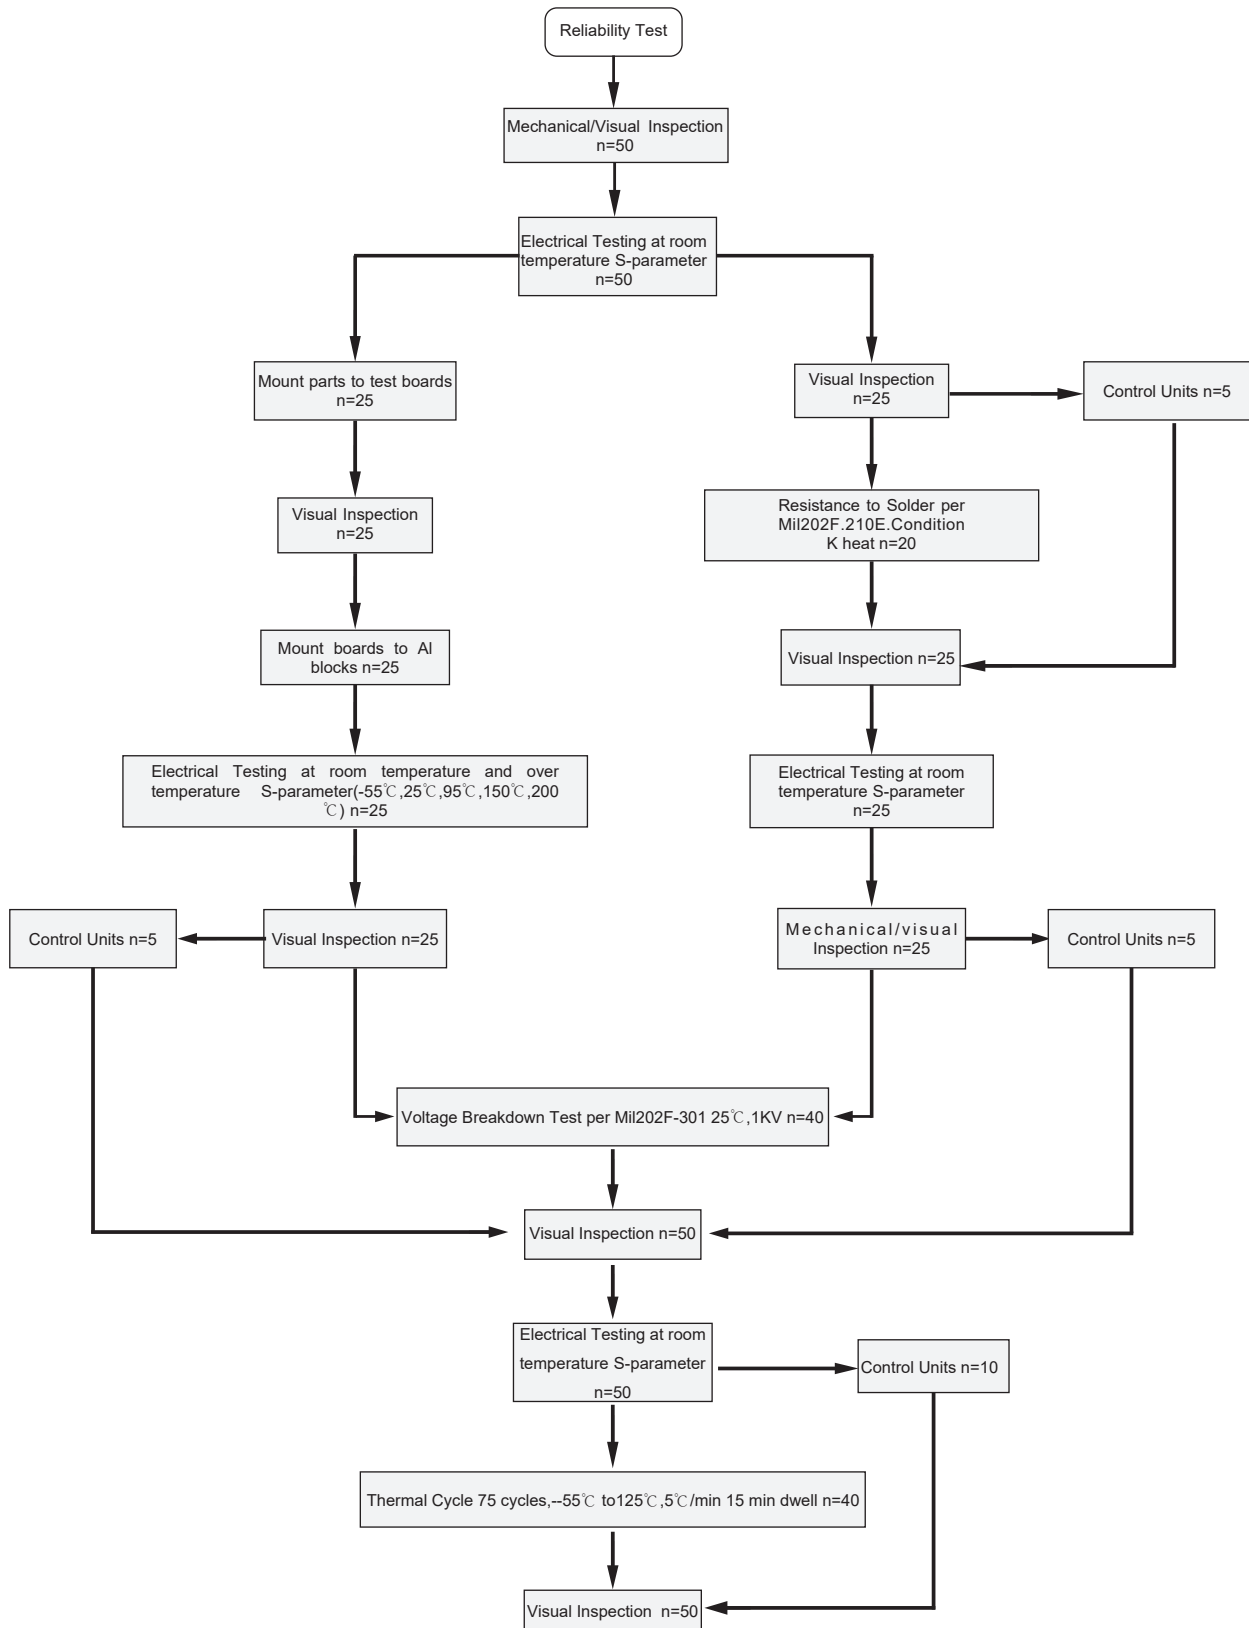 Reliability Test
Mechanical/Visual Inspection
n=50
Electrical Testing at room
temperature S-parameter
n=50
Mount parts to test boards
n=25
Visual Inspection
n=25
Control Units n=5
Visual Inspection
n=25
Resistance to Solder per
Mil202F.210E.Condition
K heat n=20
Mount boards to Al
blocks n=25
Visual Inspection n=25
Electrical Testing at room temperature and over
temperature S-parameter(-55℃,25℃,95℃,150℃,200
℃) n=25
Electrical Testing at room
temperature S-parameter
n=25
Control Units n=5
Visual Inspection n=25
Mechanical/visual
Inspection n=25
Control Units n=5
Voltage Breakdown Test per Mil202F-301 25℃,1KV n=40
Visual Inspection n=50
Electrical Testing at room
temperature S-parameter
n=50
Control Units n=10
Thermal Cycle 75 cycles,--55℃ to125℃,5℃/min 15 min dwell n=40
Visual Inspection n=50